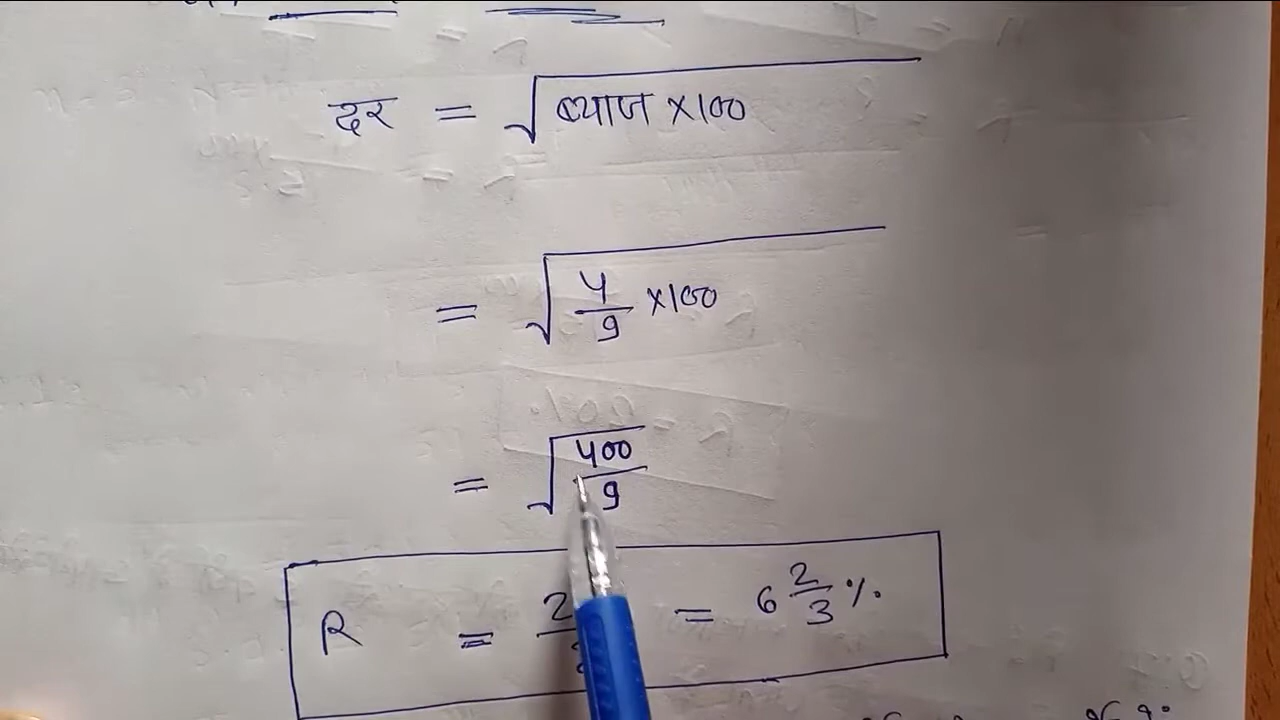 दर = √ब्याज ×100
= √4/9 ×100
= √400/9
R = 2 = 6 2/3 %